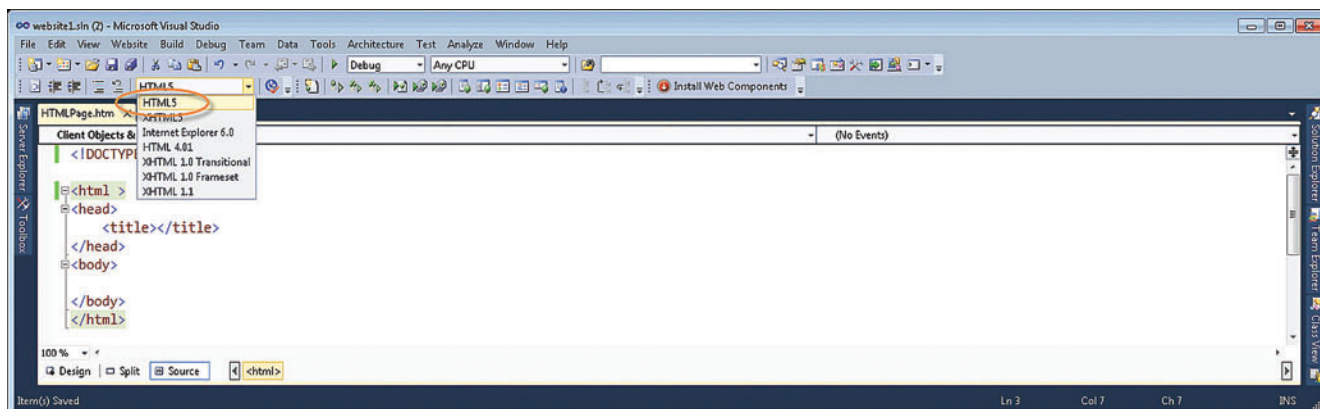 website1.sln (2) - Microsoft Visual Studio
File Edit View Website Build Debug Team Data Tools Architecture Test Analyze Window Help
Debug Any CPU
HTML5 Install Web Components
HTMLPage.htm HTML5
XHTML5
Client Objects & Internet Explorer 6.0 (No Events)
HTML 4.01
<!DOCTYPE XHTML 1.0 Transitional
XHTML 1.0 Frameset
<html > XHTML 1.1
<head>
<title></title>
</head>
<body>
</body>
</html>
100 %
Design Split Source <html>
Item(s) Saved Ln 3 Col 7 Ch 7 INS
Server Explorer
Toolbox
Solution Explorer
Team Explorer
Class View